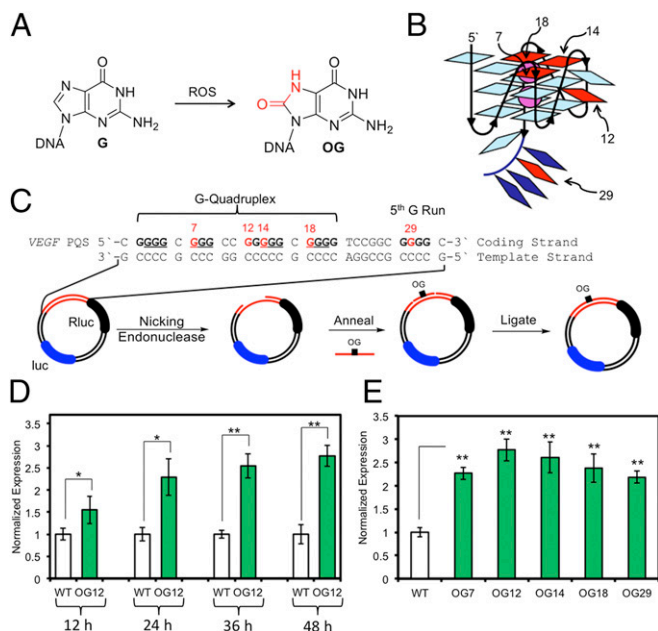 A
O
N
NH
N
N
NH2
DNA
G
ROS
H
N
O
O
NH
N
N
NH2
DNA
OG
B
5`
7
18
14
12
29
C
G-Quadruplex
5th G Run
7 12 14 18 29
VEGF PQS 5`-C GGGG C GGG CC GGGGG C GGGG TCCGGC GGGG C-3` Coding Strand
3`-G CCCC G CCC GG CCCCC G CCCC AGGCCG CCCC G-5` Template Strand
Rluc
luc
Nicking
Endonuclease
Anneal
OG
OG
Ligate
OG
D
Normalized Expression
3.5
3
2.5
2
1.5
1
0.5
0
*
*
**
**
WT OG12 WT OG12 WT OG12 WT OG12
12 h 24 h 36 h 48 h
E
Normalized Expression
3.5
3
2.5
2
1.5
1
0.5
0
** ** ** ** **
WT OG7 OG12 OG14 OG18 OG29